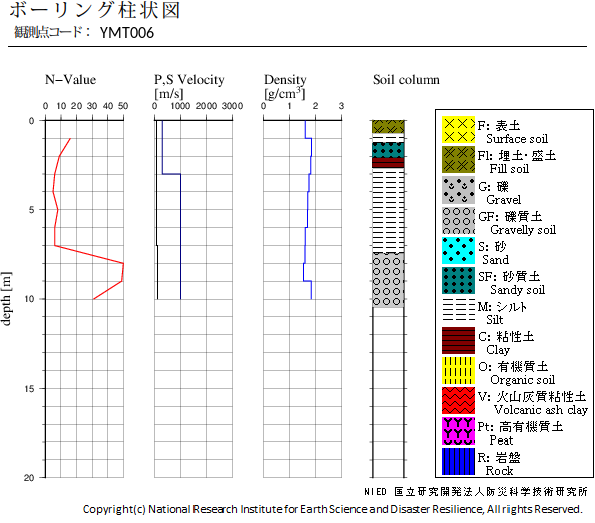 ボーリング柱状図
観測点コード： YMT006
N-Value
0 10 20 30 40 50
P,S Velocity
[m/s]
0 1000 2000 3000
Density
[g/cm³]
0 1 2 3
Soil column
depth [m]
0
5
10
15
20
F: 表土
Surface soil
Fl: 埋土・盛土
Fill soil
G: 礫
Gravel
GF: 礫質土
Gravelly soil
S: 砂
Sand
SF: 砂質土
Sandy soil
M: シルト
Silt
C: 粘性土
Clay
O: 有機質土
Organic soil
V: 火山灰質粘性土
Volcanic ash clay
Pt: 高有機質土
Peat
R: 岩盤
Rock
NIED 国立研究開発法人防災科学技術研究所
Copyright(c) National Research Institute for Earth Science and Disaster Resilience, All rights Reserved.